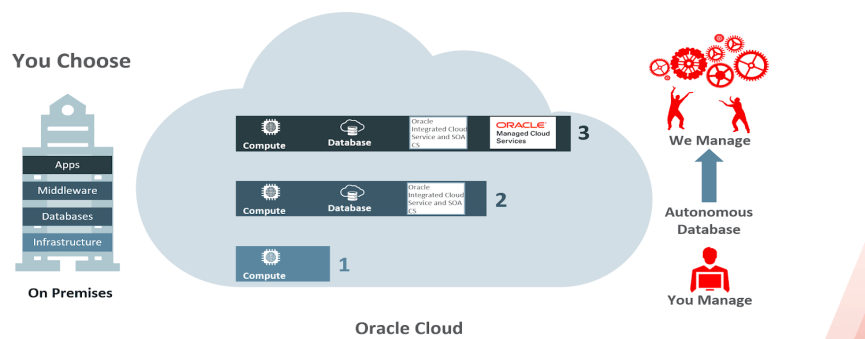 You Choose
Apps
Middleware
Databases
Infrastructure
On Premises
Compute
Database
Oracle
Integrated Cloud
Service and SOA
CS
ORACLE
Managed Cloud
Services
3
Compute
Database
Oracle
Integrated Cloud
Service and SOA
CS
2
Compute
1
Oracle Cloud
We Manage
Autonomous
Database
You Manage